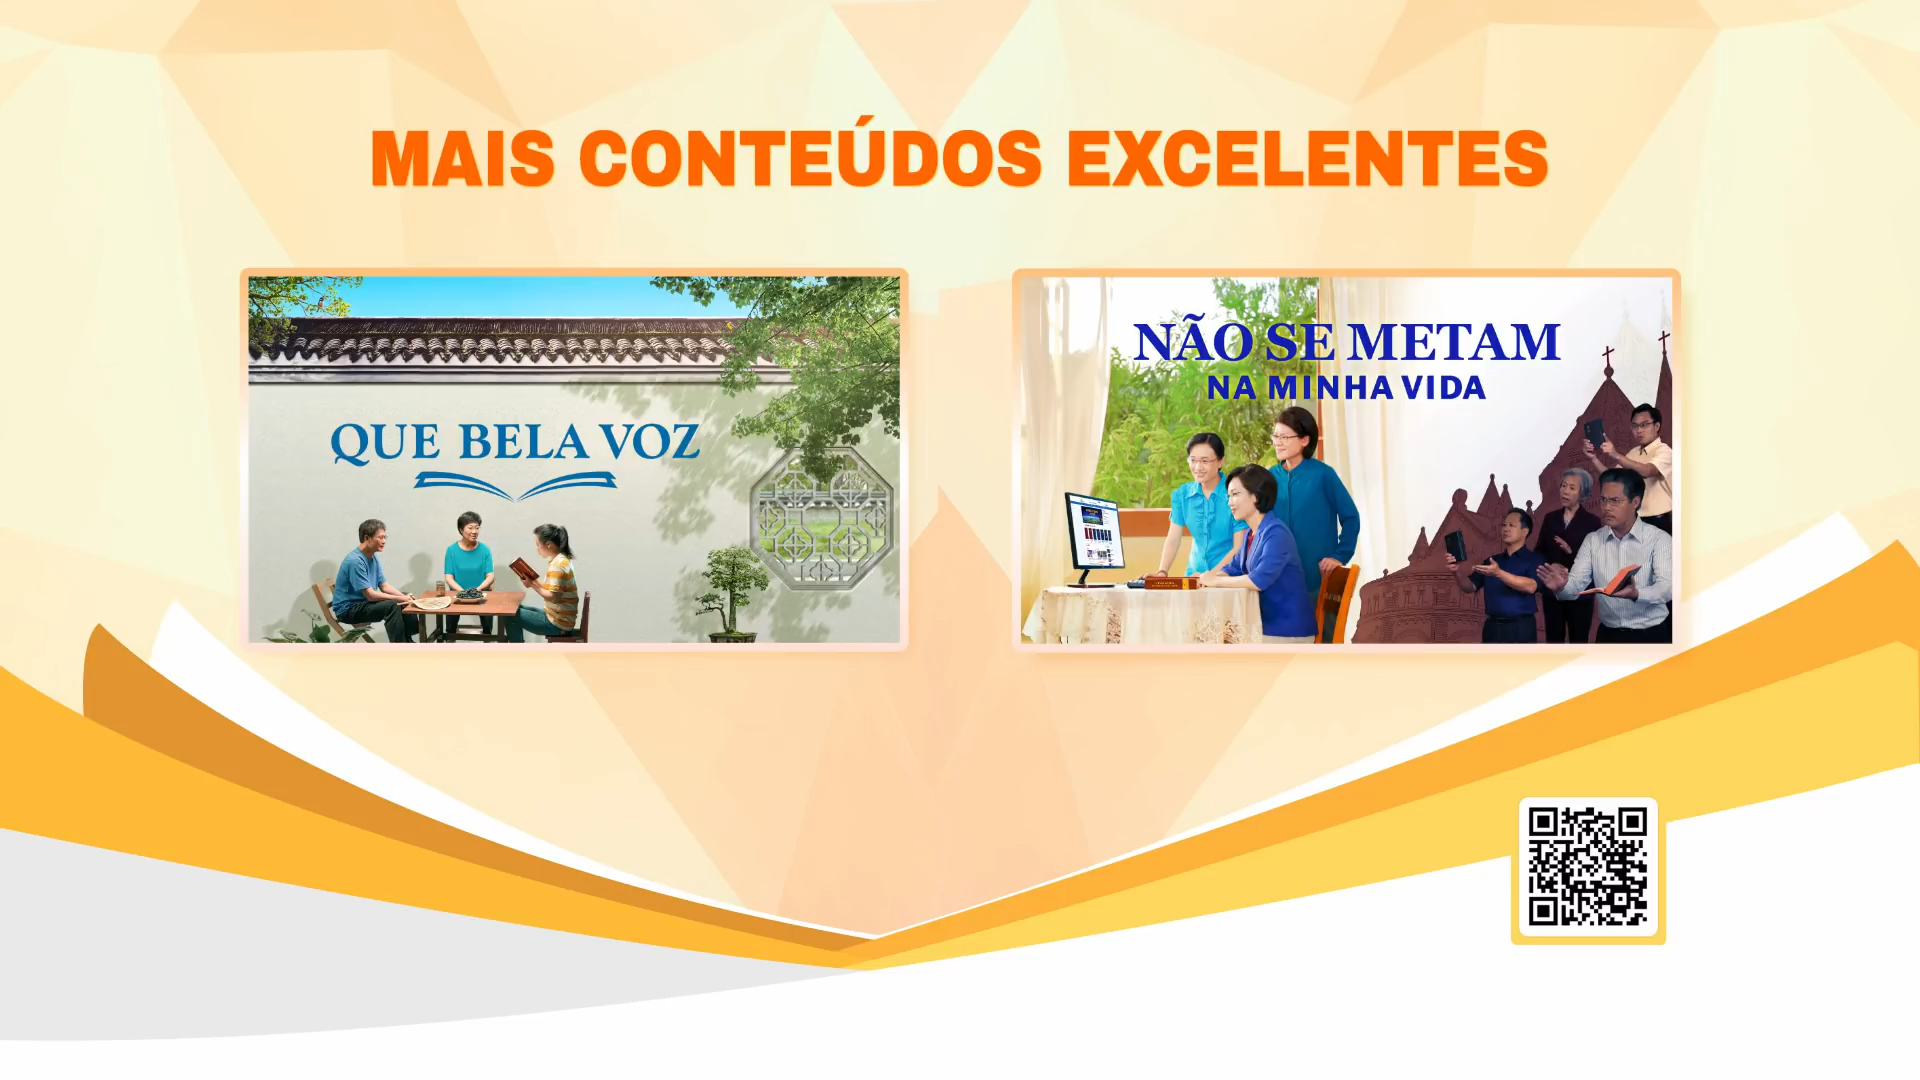 MAIS CONTEÚDOS EXCELENTES
QUE BELA VOZ
NÃO SE METAM
NA MINHA VIDA